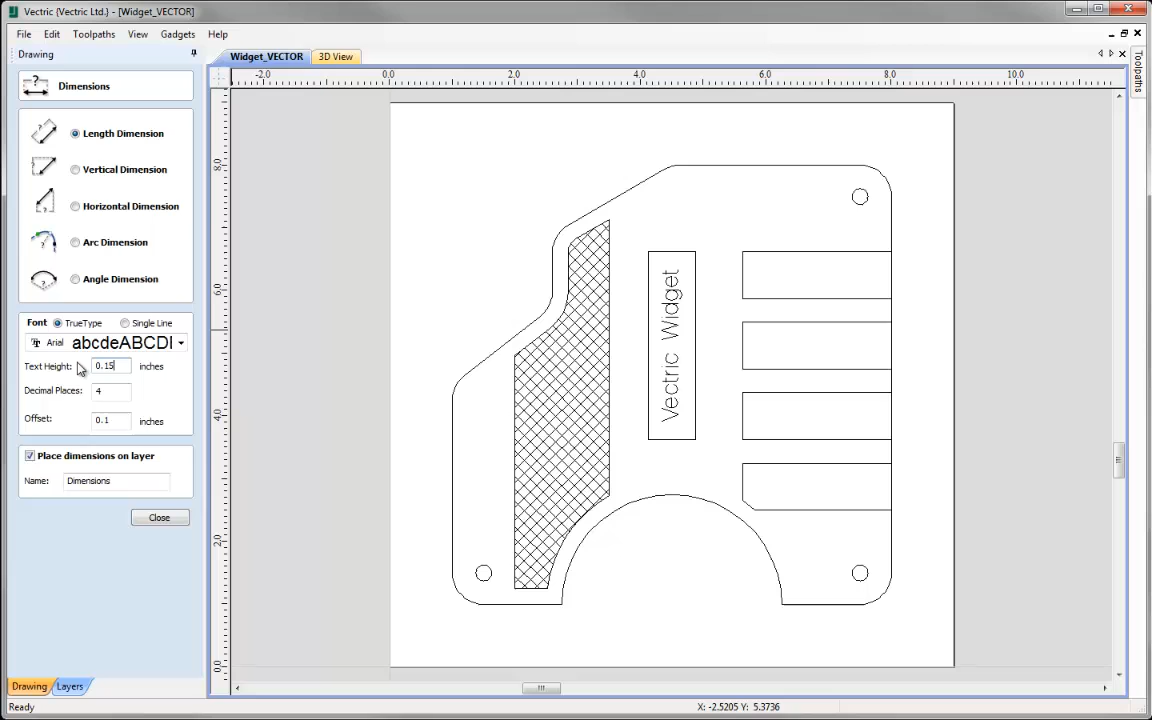 Vectric {Vectric Ltd.} - [Widget_VECTOR]
File Edit Toolpaths View Gadgets Help
Drawing
Widget_VECTOR 3D View
Toolpaths
-2.0 0.0 2.0 4.0 6.0 8.0 10.0
Dimensions
Length Dimension
Vertical Dimension
Horizontal Dimension
Arc Dimension
Angle Dimension
Font TrueType Single Line
Arial abcdeABCDI
Text Height: 0.15 inches
Decimal Places: 4
Offset: 0.1 inches
Place dimensions on layer
Name: Dimensions
Close
8.0
6.0
4.0
2.0
0.0
Vectric Widget
Drawing Layers
Ready X: -2.5205 Y: 5.3736